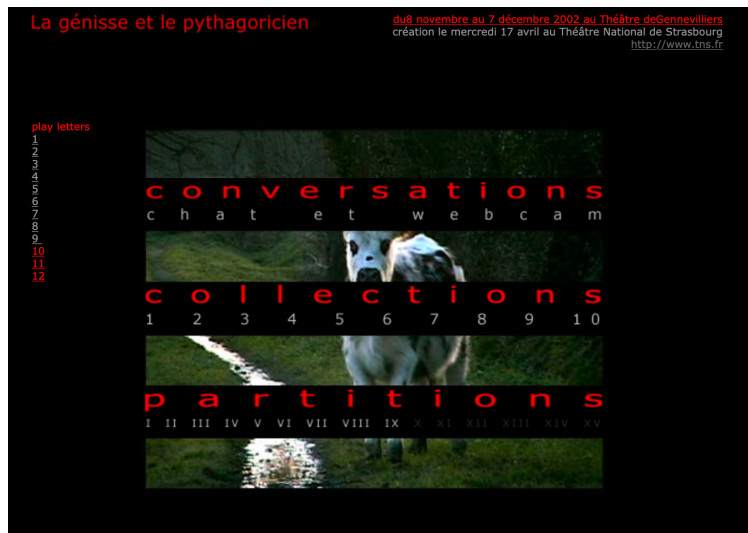 La génisse et le pythagoricien
du8 novembre au 7 décembre 2002 au Théâtre deGennevilliers
création le mercredi 17 avril au Théâtre National de Strasbourg
http://www.tns.fr
play letters
1
2
3
4
5
6
7
8
9
10
11
12
conversations
chat et webcam
collections
1 2 3 4 5 6 7 8 9 10
partitions
I II III IV V VI VII VIII IX X XI XII XIII XIV XV